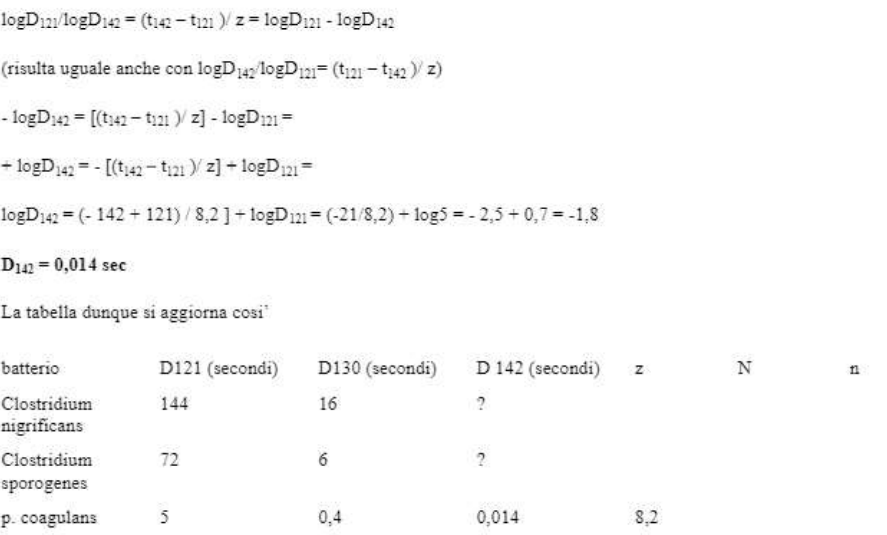 logD121/logD142 = (t142 – t121 )/ z = logD121 - logD142
(risulta uguale anche con logD142/logD121= (t121 – t142 )/ z)
- logD142 = [(t142 – t121 )/ z] - logD121 =
+ logD142 = - [(t142 – t121 )/ z] + logD121 =
logD142 = (- 142 + 121) / 8,2 ] + logD121 = (-21/8,2) + log5 = - 2,5 + 0,7 = -1,8
D142 = 0,014 sec
La tabella dunque si aggiorna cosi`
batterio D121 (secondi) D130 (secondi) D 142 (secondi) z N n
Clostridium nigrificans 144 16 ?
Clostridium sporogenes 72 6 ?
p. coagulans 5 0,4 0,014 8,2